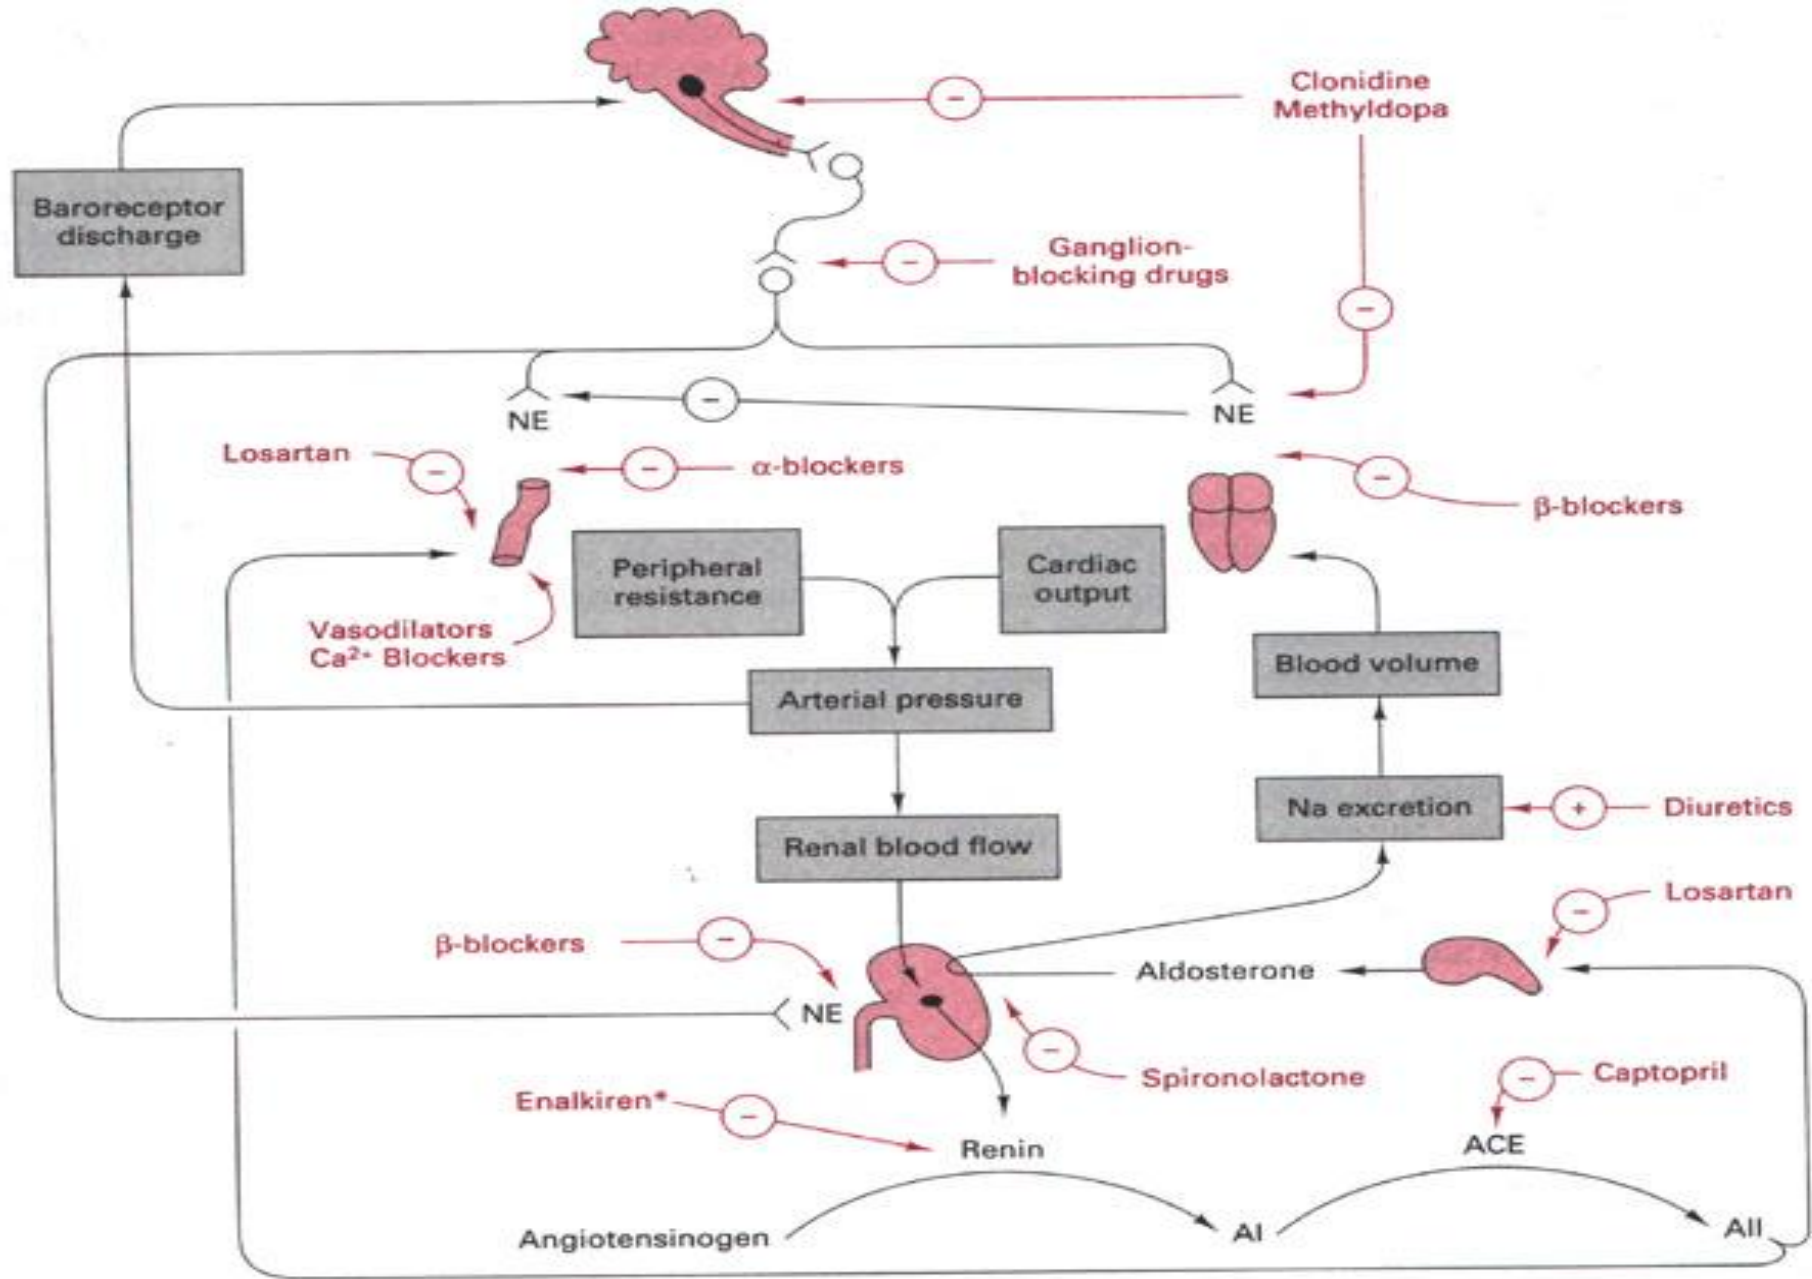 Clonidine
Methyldopa
Baroreceptor
discharge
Ganglion-
blocking drugs
NE
NE
Losartan
α-blockers
β-blockers
Peripheral
resistance
Cardiac
output
Vasodilators
Ca²⁺ Blockers
Blood volume
Arterial pressure
Na excretion
Diuretics
Renal blood flow
Losartan
β-blockers
Aldosterone
NE
Spironolactone
Captopril
Enalkiren*
Renin
ACE
Angiotensinogen
AI
AII